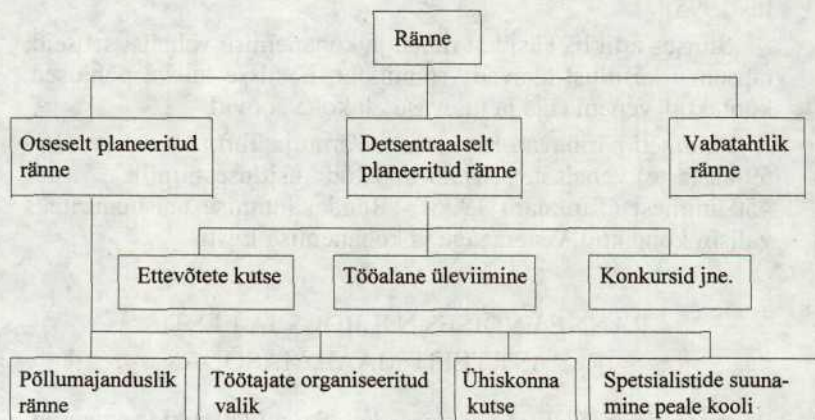 Ränne
Otseselt planeeritud
ränne
Detsentraalselt
planeeritud ränne
Vabatahtlik
ränne
Ettevõtete kutse
Tööalane üleviimine
Konkursid jne.
Põllumajanduslik
ränne
Töötajate organiseeritud
valik
Ühiskonna
kutse
Spetsialistide suuna-
mine peale kooli